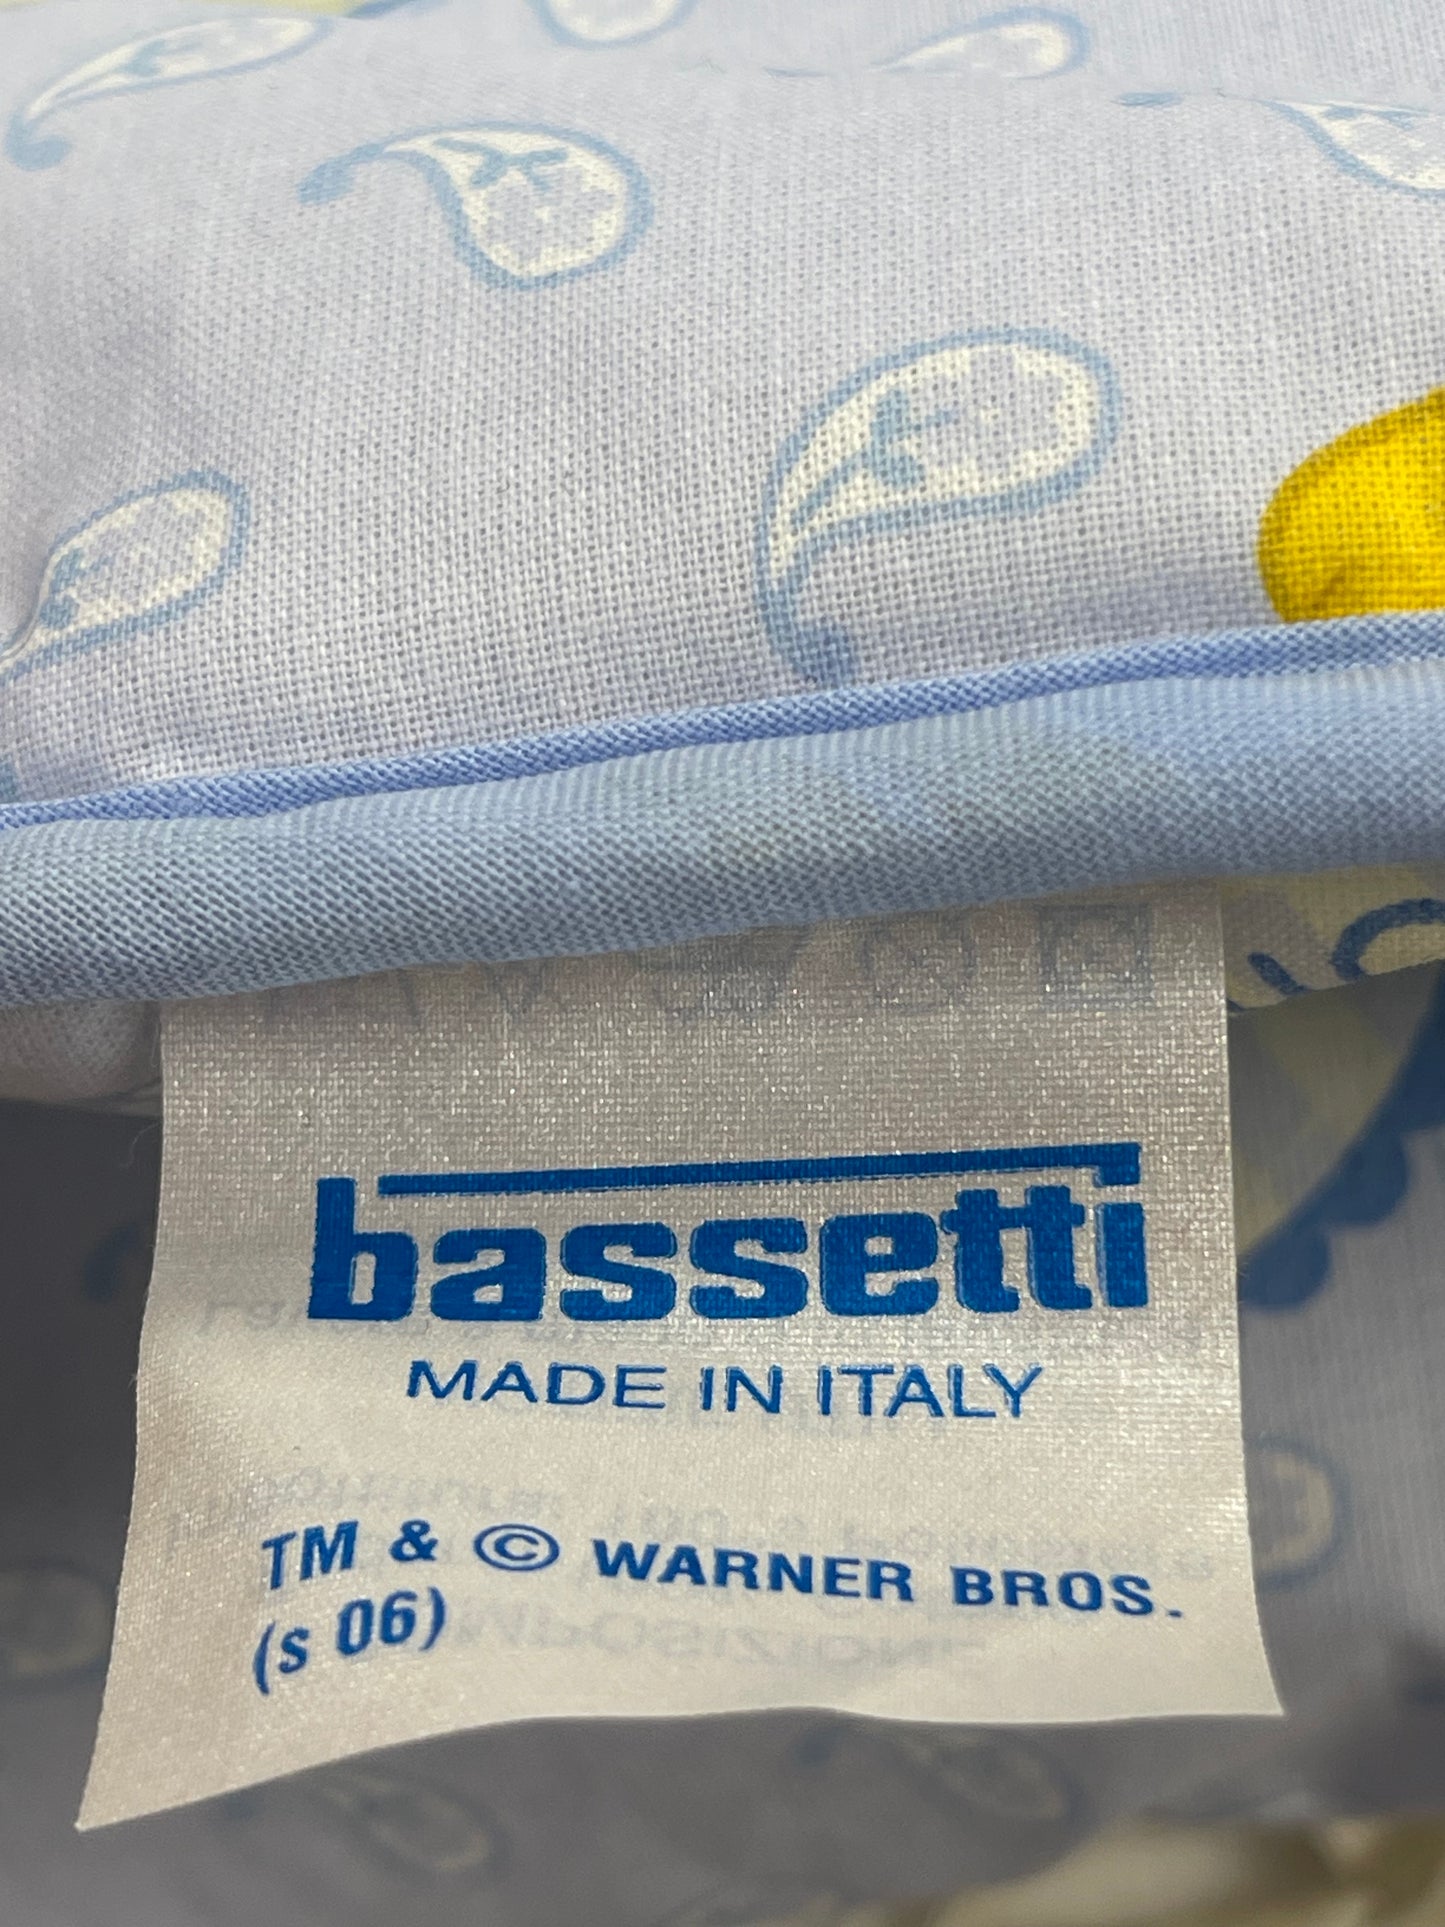 bassetti
MADE IN ITALY
TM & © WARNER BROS.
(s 06)